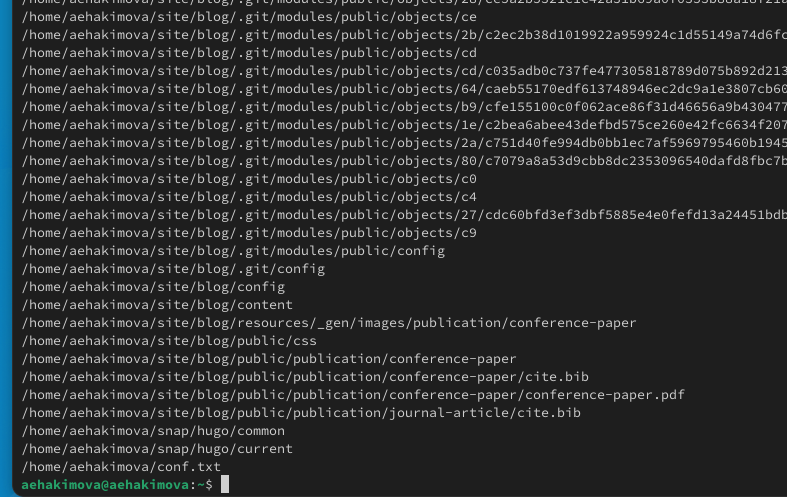 /home/aehakimova/site/blog/.git/modules/public/objects/ce
/home/aehakimova/site/blog/.git/modules/public/objects/2b/c2ec2b38d1019922a959924c1d55149a74d6fc
/home/aehakimova/site/blog/.git/modules/public/objects/cd
/home/aehakimova/site/blog/.git/modules/public/objects/cd/c035adb0c737fe477305818789d075b892d213
/home/aehakimova/site/blog/.git/modules/public/objects/64/caeb55170edf613748946ec2dc9a1e3807cb60
/home/aehakimova/site/blog/.git/modules/public/objects/b9/cfe155100c0f062ace86f31d46656a9b430477
/home/aehakimova/site/blog/.git/modules/public/objects/1e/c2bea6abee43defbd575ce260e42fc6634f207
/home/aehakimova/site/blog/.git/modules/public/objects/2a/c751d40fe994db0bb1ec7af5969795460b1945
/home/aehakimova/site/blog/.git/modules/public/objects/80/c7079a8a53d9cbb8dc2353096540dafd8fbc7b
/home/aehakimova/site/blog/.git/modules/public/objects/c0
/home/aehakimova/site/blog/.git/modules/public/objects/c4
/home/aehakimova/site/blog/.git/modules/public/objects/27/cdc60bfd3ef3dbf5885e4e0fefd13a24451bdb
/home/aehakimova/site/blog/.git/modules/public/objects/c9
/home/aehakimova/site/blog/.git/modules/public/config
/home/aehakimova/site/blog/.git/config
/home/aehakimova/site/blog/config
/home/aehakimova/site/blog/content
/home/aehakimova/site/blog/resources/_gen/images/publication/conference-paper
/home/aehakimova/site/blog/public/css
/home/aehakimova/site/blog/public/publication/conference-paper
/home/aehakimova/site/blog/public/publication/conference-paper/cite.bib
/home/aehakimova/site/blog/public/publication/conference-paper/conference-paper.pdf
/home/aehakimova/site/blog/public/publication/journal-article/cite.bib
/home/aehakimova/snap/hugo/common
/home/aehakimova/snap/hugo/current
/home/aehakimova/conf.txt
aehakimova@aehakimova:~$